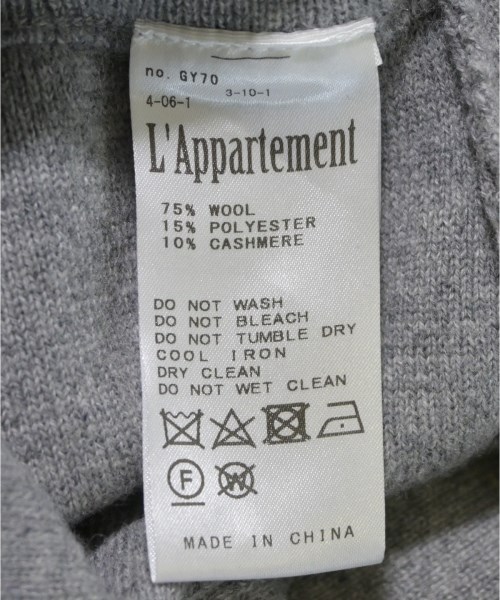 no. GY70
3-10-1
4-06-1
L'Appartement
75% WOOL
15% POLYESTER
10% CASHMERE
DO NOT WASH
DO NOT BLEACH
DO NOT TUMBLE DRY
COOL IRON
DRY CLEAN
DO NOT WET CLEAN
F W
MADE IN CHINA